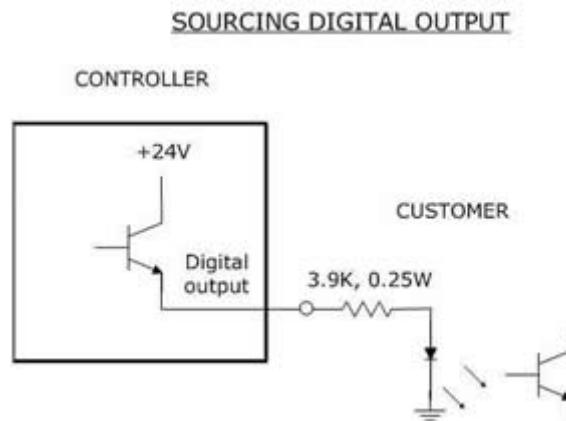 SOURCING DIGITAL OUTPUT
CONTROLLER
+24V
CUSTOMER
Digital
output
3.9K, 0.25W